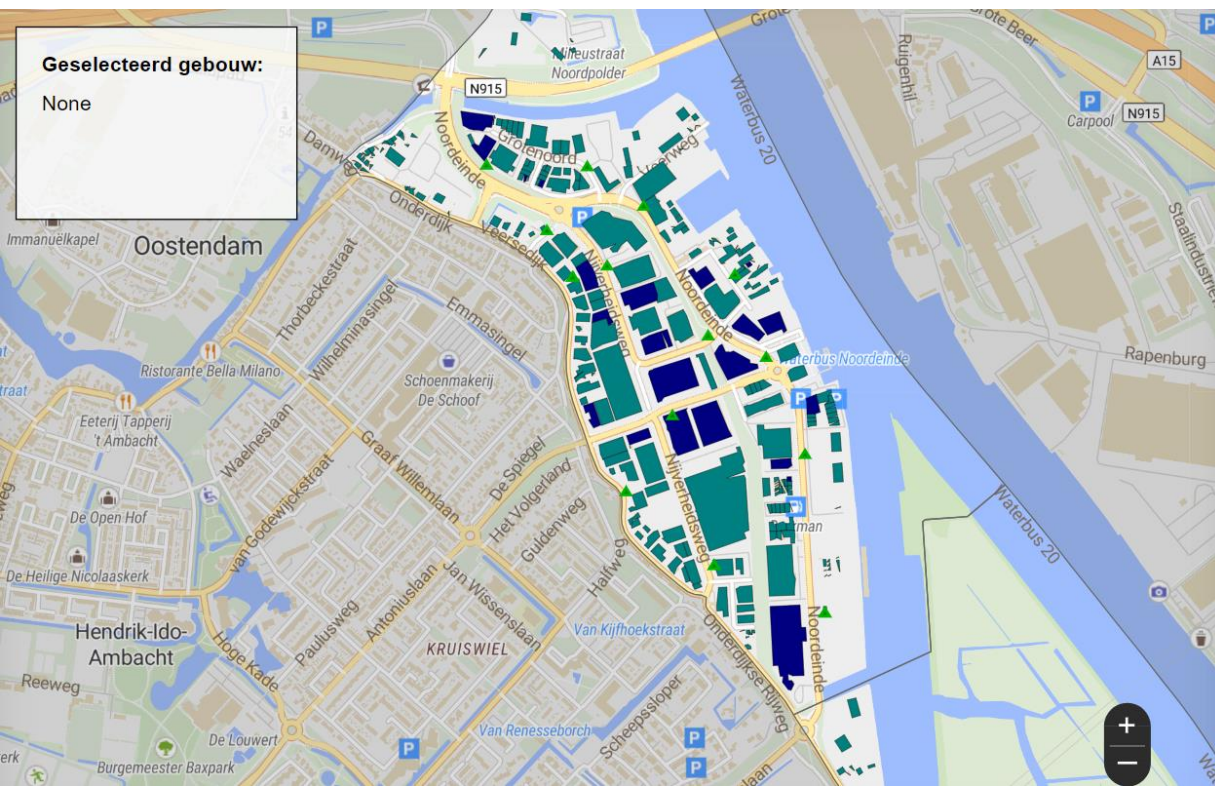 Geselecteerd gebouw:
None
P
Milieustraat
Noordpolder
N915
Grote Beer
Ruigenhil
A15
P
Carpool
N915
P
Waterbus 20
Damweg
Noordeinde
Grotenoord
Veerweg
Onderdijk
Veersedijk
P
Immanuëlkapel
Oostendam
Staalindustrie
Thorbeckestraat
Wilhelminasingel
Emmasingel
Nijverheidsweg
Noordeinde
Ristorante Bella Milano
Schoenmakerij
De Schoof
Waterbus Noordeinde
Rapenburg
P
P
Eeterij Tapperij
't Ambacht
Waelneslaan
Graaf Willemlaan
De Spiegel
Het Volgerland
Guldenweg
Halfweg
Nijverheidsweg
De Open Hof
van Godewijckstraat
Waterbus 20
De Heilige Nicolaaskerk
Antoniuslaan
Jan Wissenslaan
Paulusweg
Hendrik-Ido-
Ambacht
Hoge Kade
KRUISWIEL
Van Kijfhoekstraat
Onderdijkse Rijweg
Noordeinde
Reeweg
De Louwert
Van Renesseborch
Scheepssloper
P
P
P
Burgemeester Baxpark
+
−